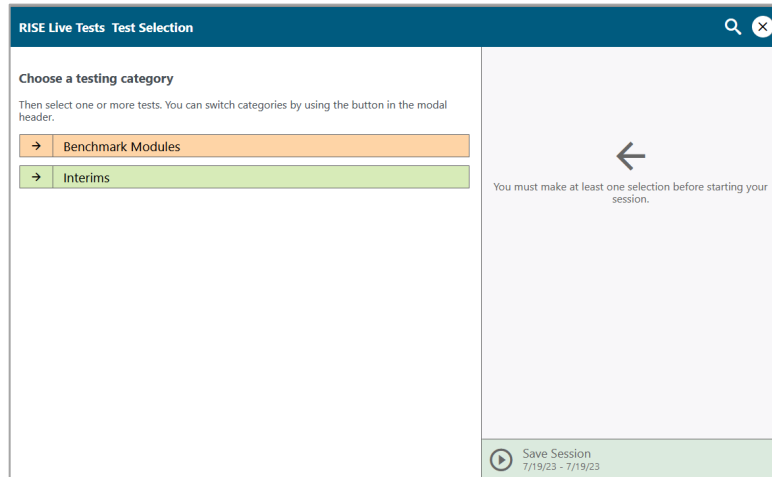 RISE Live Tests Test Selection
Choose a testing category
Then select one or more tests. You can switch categories by using the button in the modal
header.
Benchmark Modules
Interims
You must make at least one selection before starting your
session.
Save Session
7/19/23 - 7/19/23